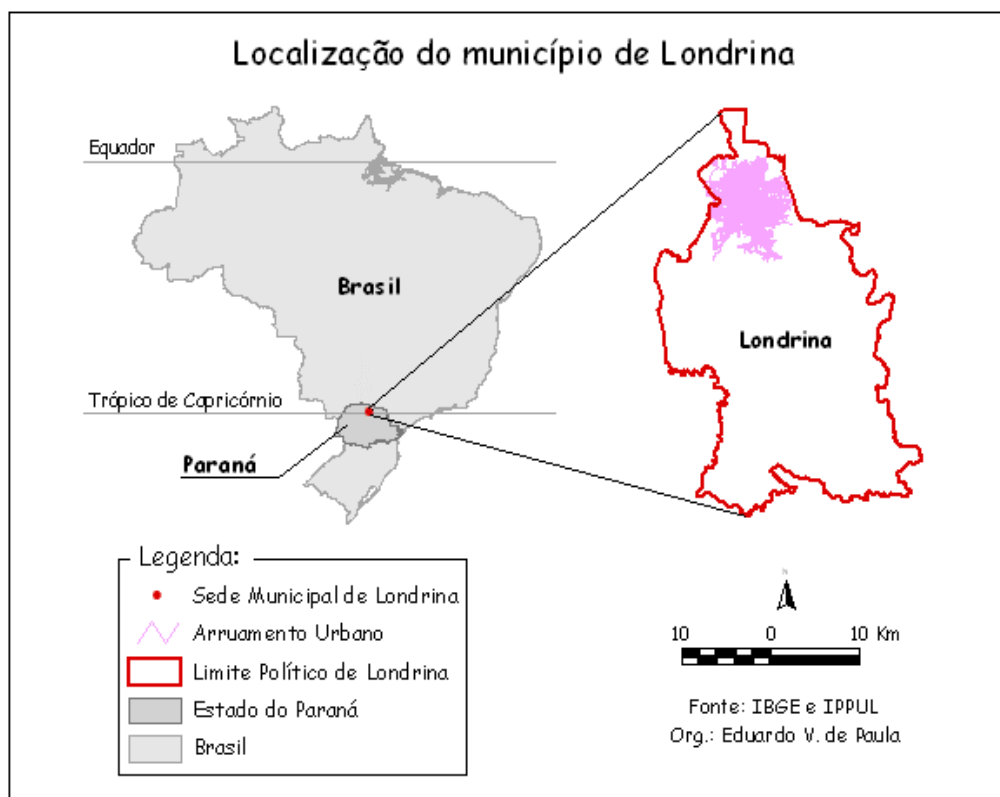 Localização do município de Londrina
Equador
Brasil
Londrina
Trópico de Capricórnio
Paraná
Legenda:
Sede Municipal de Londrina
Arruamento Urbano
Limite Político de Londrina
Estado do Paraná
Brasil
N
10 0 10 Km
Fonte: IBGE e IPPUL
Org.: Eduardo V. de Paula